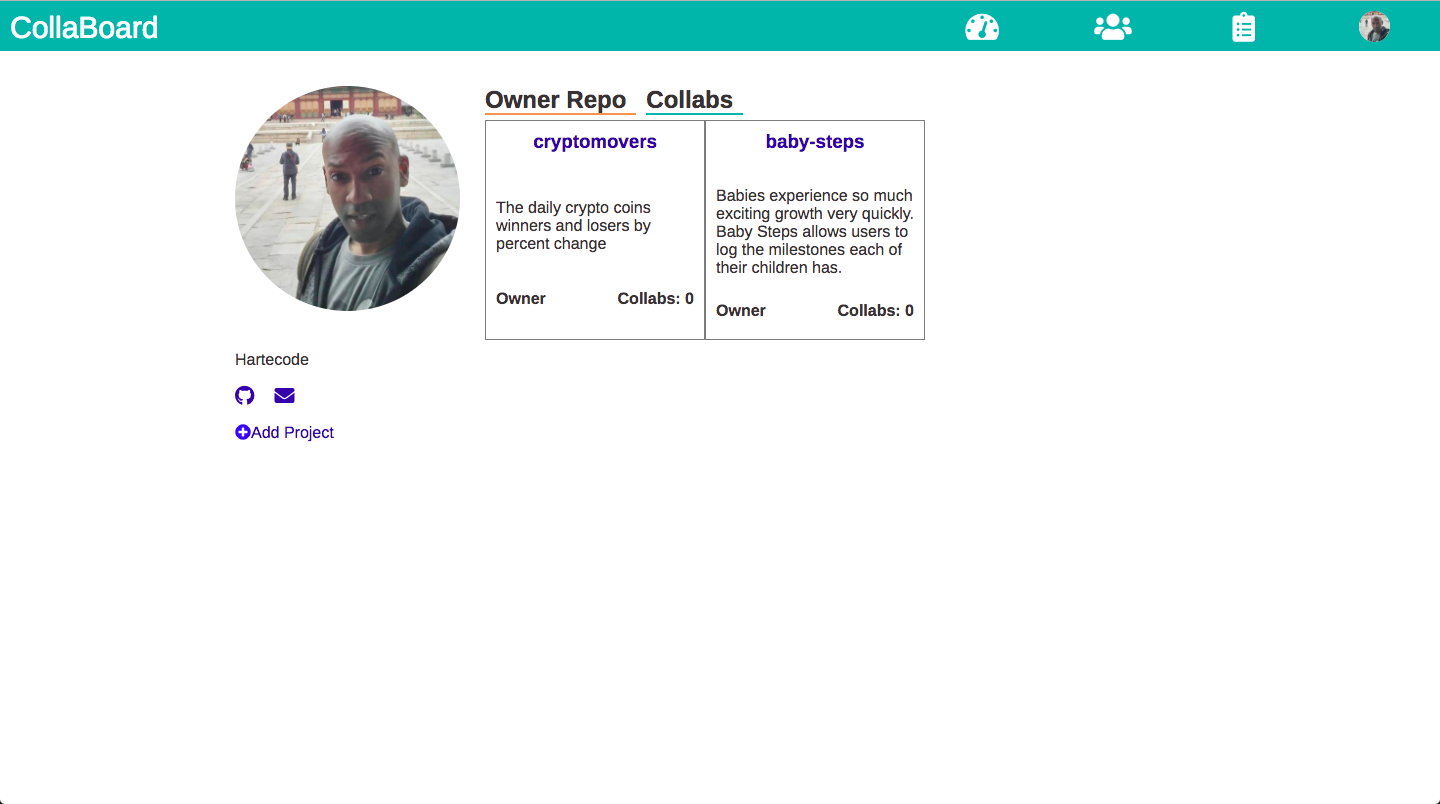 CollaBoard
Owner Repo
Collabs
cryptomovers
The daily crypto coins
winners and losers by
percent change
Owner
Collabs: 0
baby-steps
Babies experience so much
exciting growth very quickly.
Baby Steps allows users to
log the milestones each of
their children has.
Owner
Collabs: 0
Hartecode
Add Project